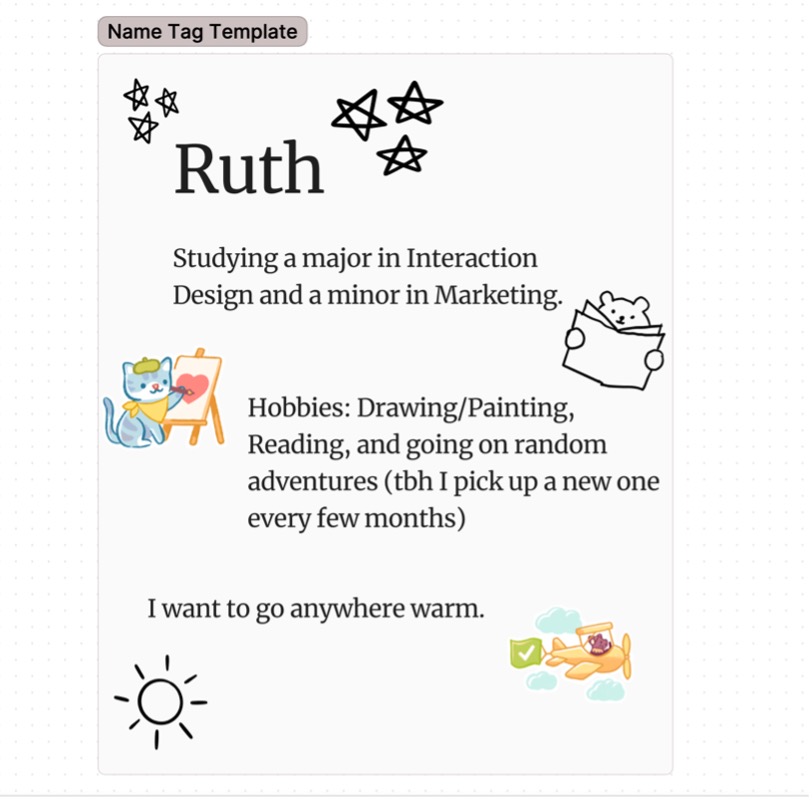 Name Tag Template
Ruth
Studying a major in Interaction
Design and a minor in Marketing.
Hobbies: Drawing/Painting,
Reading, and going on random
adventures (tbh I pick up a new one
every few months)
I want to go anywhere warm.